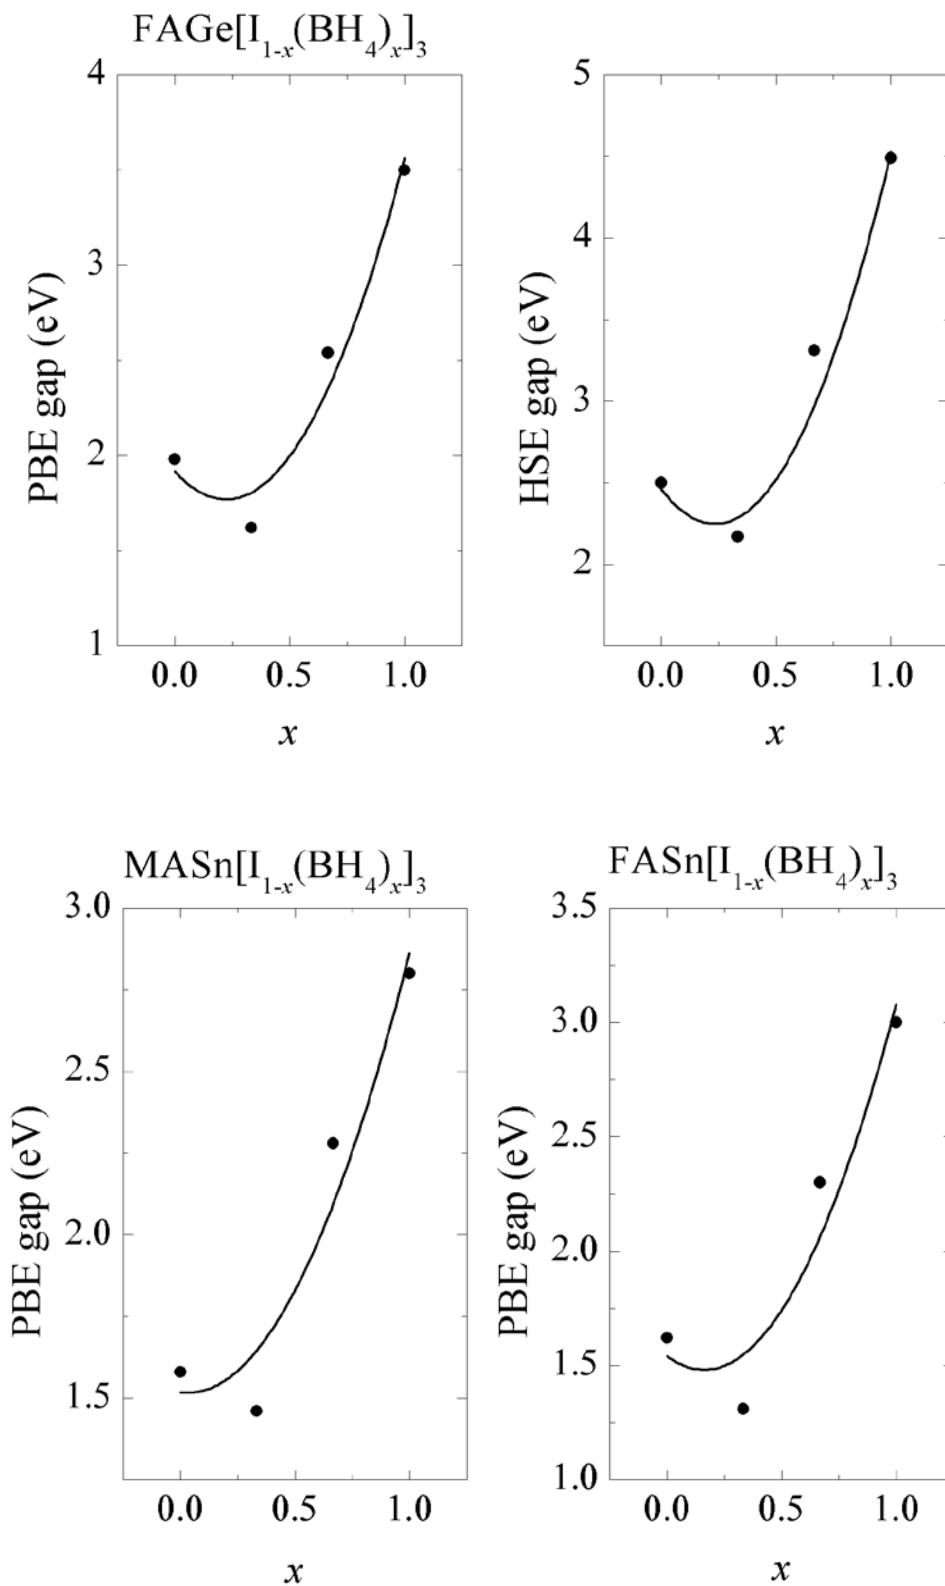 FAGe[I₁₋ₓ(BH₄)ₓ]₃
4
3
2
1
PBE gap (eV)
0.0 0.5 1.0
x
5
4
3
2
HSE gap (eV)
0.0 0.5 1.0
x
MASn[I₁₋ₓ(BH₄)ₓ]₃
3.0
2.5
2.0
1.5
PBE gap (eV)
0.0 0.5 1.0
x
FASn[I₁₋ₓ(BH₄)ₓ]₃
3.5
3.0
2.5
2.0
1.5
1.0
PBE gap (eV)
0.0 0.5 1.0
x